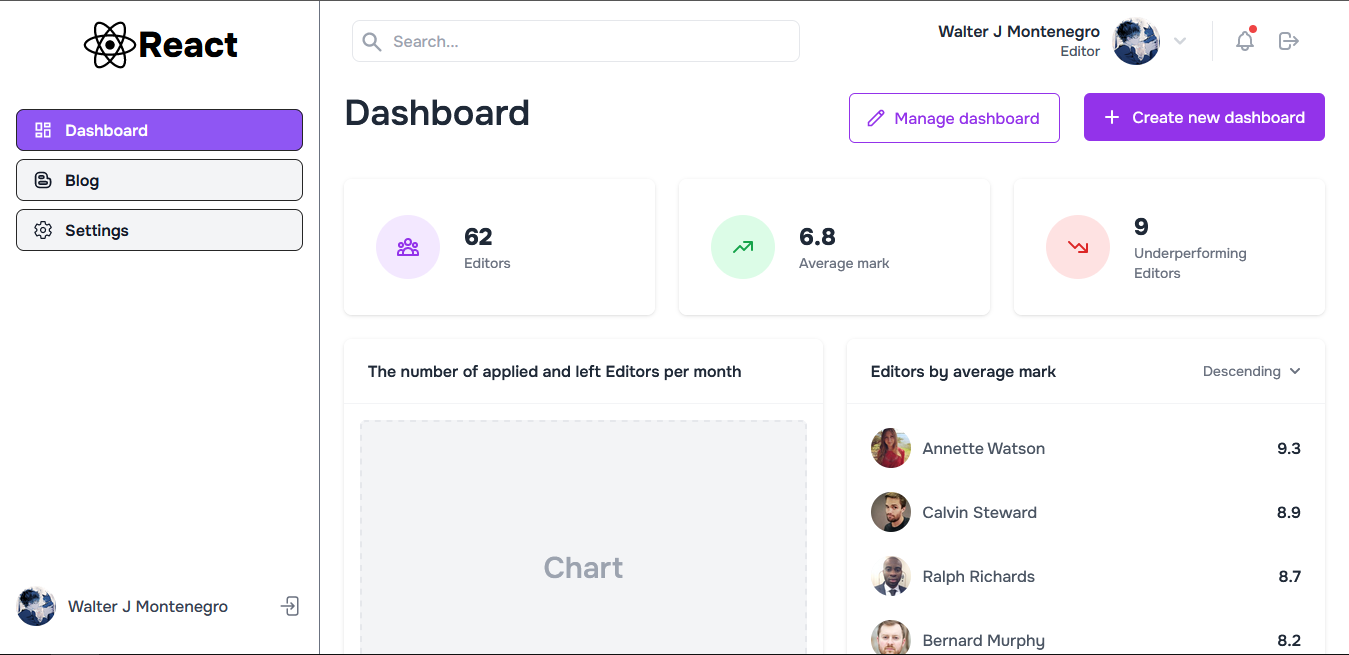 React
Dashboard
Blog
Settings
Walter J Montenegro
Search...
Walter J Montenegro
Editor
Dashboard
Manage dashboard
Create new dashboard
62
Editors
6.8
Average mark
9
Underperforming
Editors
The number of applied and left Editors per month
Chart
Editors by average mark
Descending
Annette Watson 9.3
Calvin Steward 8.9
Ralph Richards 8.7
Bernard Murphy 8.2